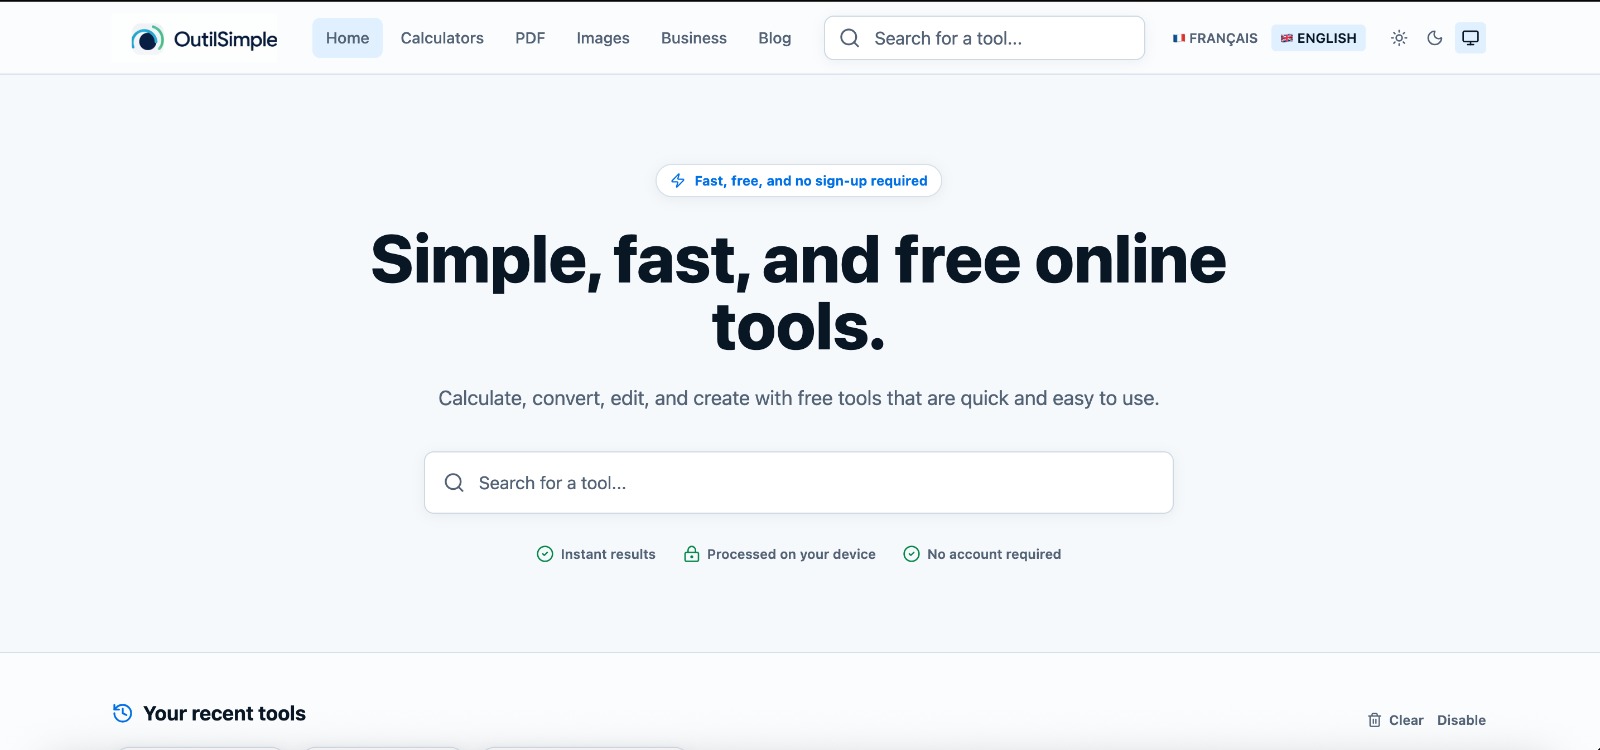 OutilSimple
Home
Calculators
PDF
Images
Business
Blog
Search for a tool...
FRANÇAIS
ENGLISH
Fast, free, and no sign-up required
Simple, fast, and free online
tools.
Calculate, convert, edit, and create with free tools that are quick and easy to use.
Search for a tool...
Instant results
Processed on your device
No account required
Your recent tools
Clear
Disable